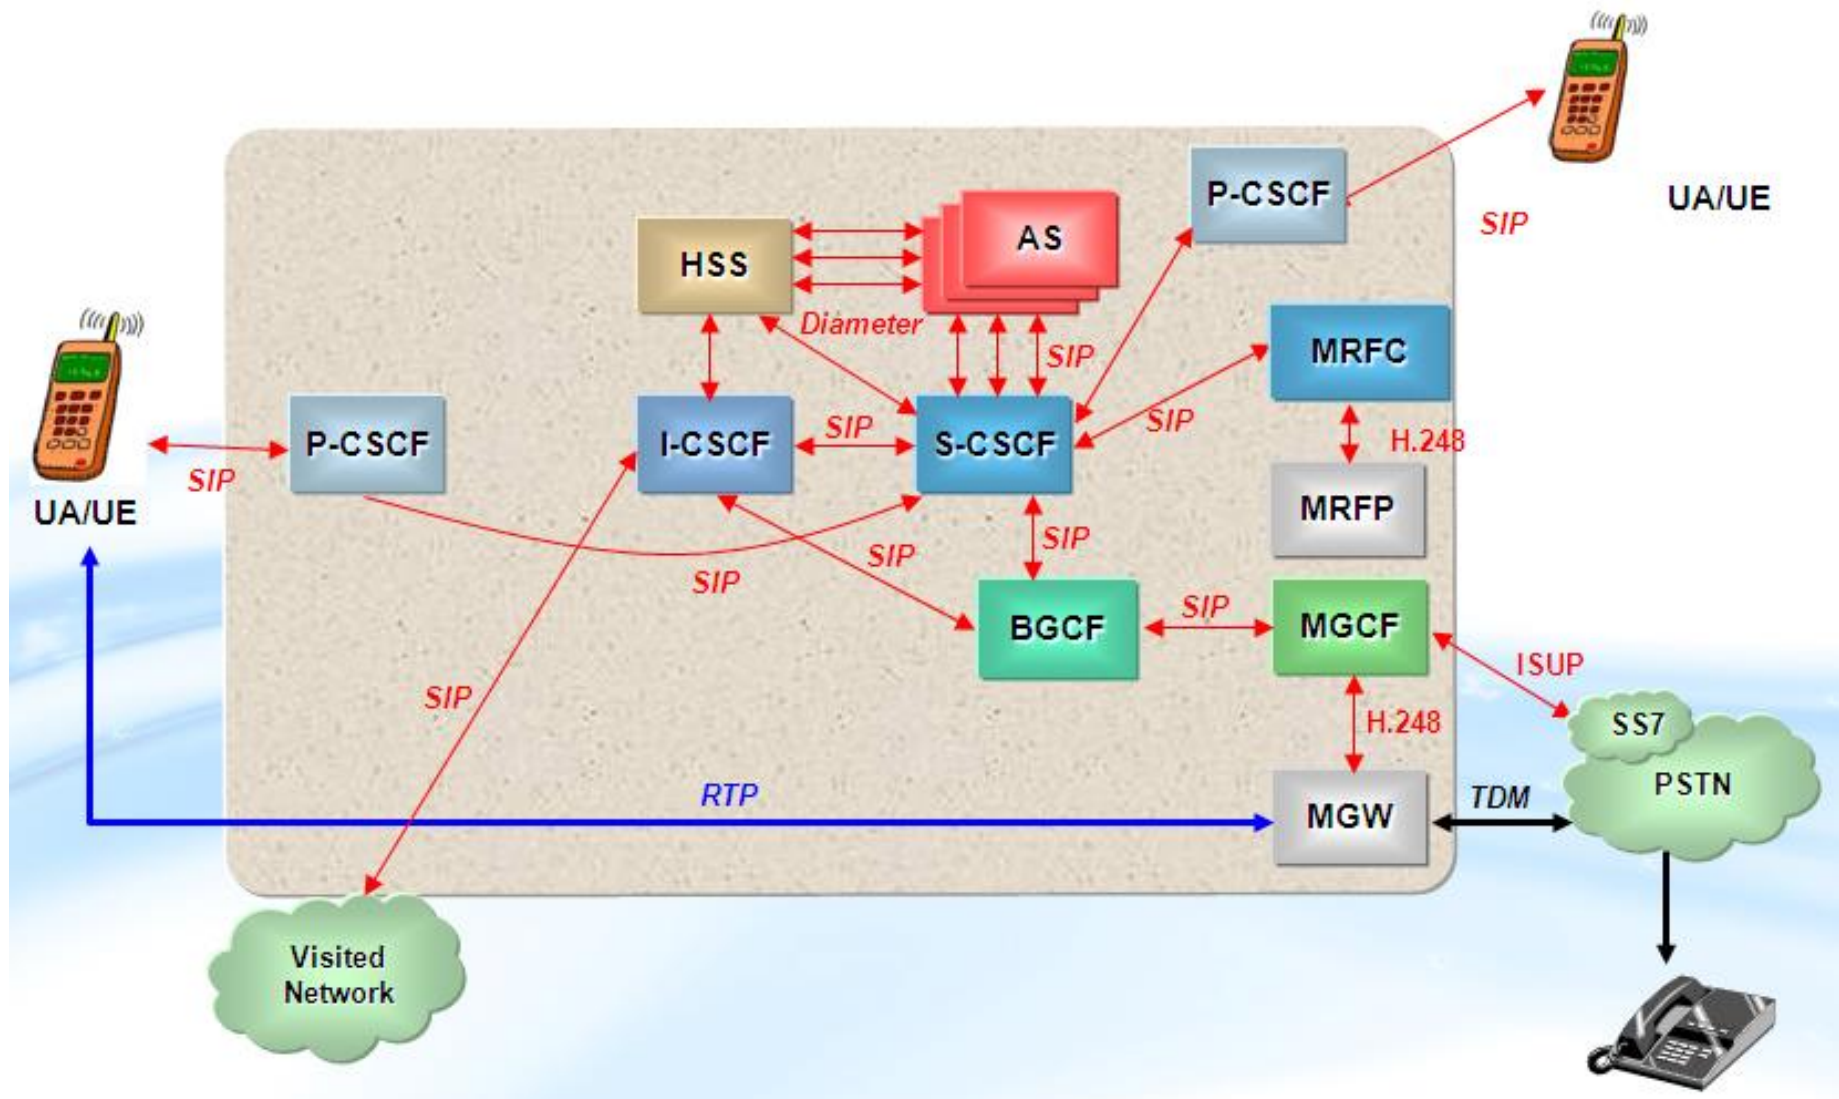 P-CSCF
UA/UE
SIP
AS
HSS
Diameter
SIP
MRFC
SIP
H.248
P-CSCF
SIP
I-CSCF
SIP
S-CSCF
UA/UE
MRFP
SIP
SIP
SIP
SIP
BGCF
SIP
MGCF
ISUP
SIP
H.248
SS7
PSTN
RTP
MGW
TDM
Visited
Network